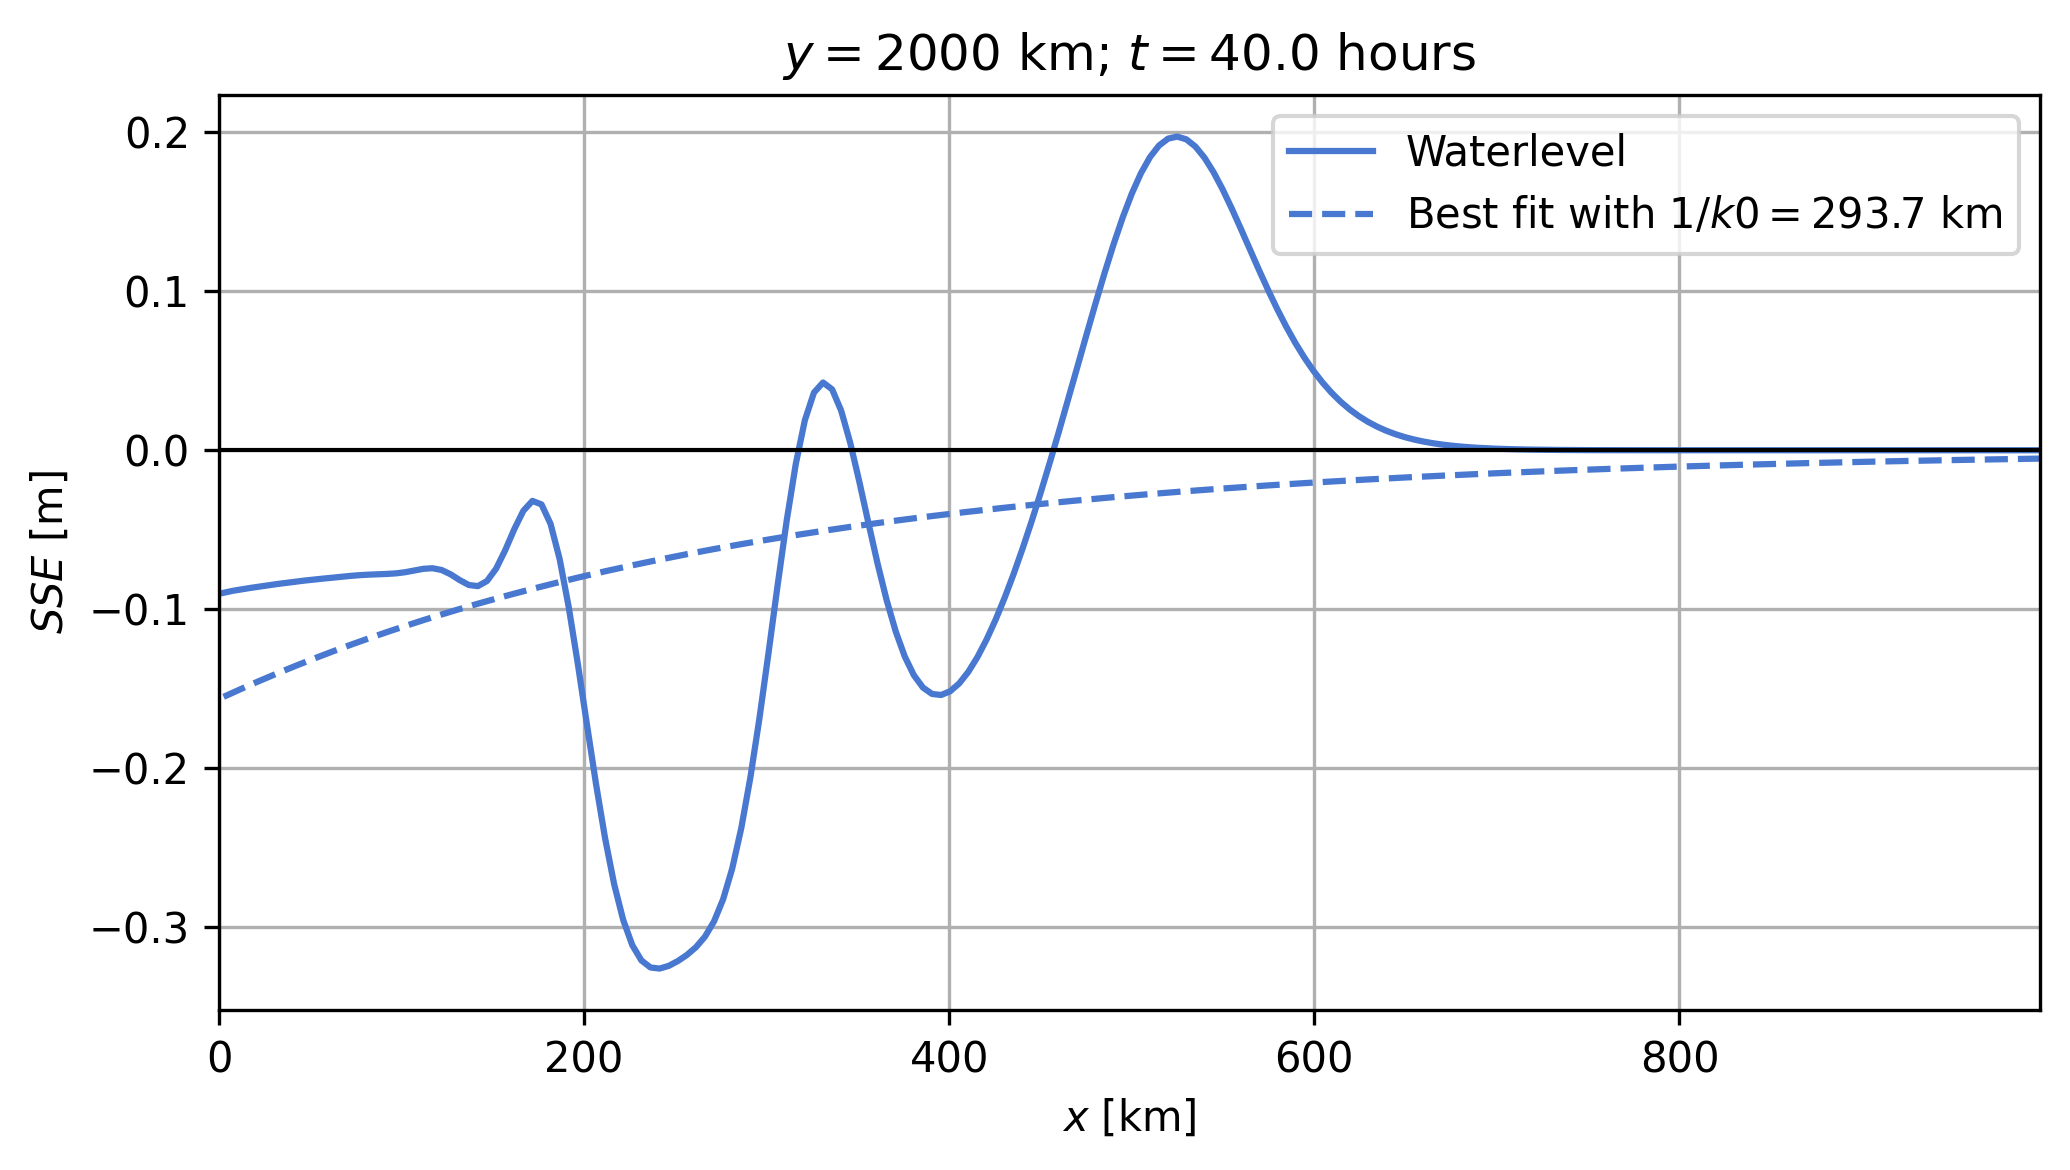 y = 2000 km; t = 40.0 hours
Waterlevel
Best fit with 1/k0 = 293.7 km
SSE [m]
0.2
0.1
0.0
−0.1
−0.2
−0.3
0 200 400 600 800
x [km]